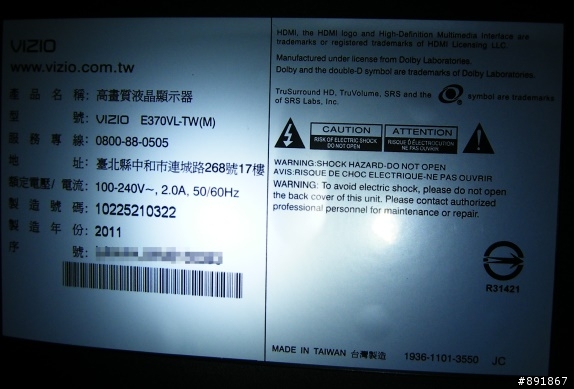 VIZIO
www.vizio.com.tw
產品名稱: 高畫質液晶顯示器
型號: VIZIO E370VL-TW(M)
服務專線: 0800-88-0505
地址: 臺北縣中和市連城路268號17樓
額定電壓/電流: 100-240V~, 2.0A, 50/60Hz
製造號碼: 10225210322
製造年份: 2011
序號:
HDMI, the HDMI logo and High-Definition Multimedia Interface are
trademarks or registered trademarks of HDMI Licensing LLC.
Manufactured under license from Dolby Laboratories.
Dolby and the double-D symbol are trademarks of Dolby Laboratories.
TruSurround HD, TruVolume, SRS and the symbol are trademarks
of SRS Labs, Inc.
CAUTION
RISK OF ELECTRIC SHOCK
DO NOT OPEN
ATTENTION
RISQUE D'ÉLECTROCUTION
NE PAS OUVRIR
WARNING:SHOCK HAZARD-DO NOT OPEN
AVIS:RISQUE DE CHOC ELECTRIQUE-NE PAS OUVRIR
WARNING: To avoid electric shock, please do not open
the back cover of this unit. Please contact authorized
professional personnel for maintenance or repair.
R31421
MADE IN TAIWAN 台灣製造 1936-1101-3550 JC
#891867